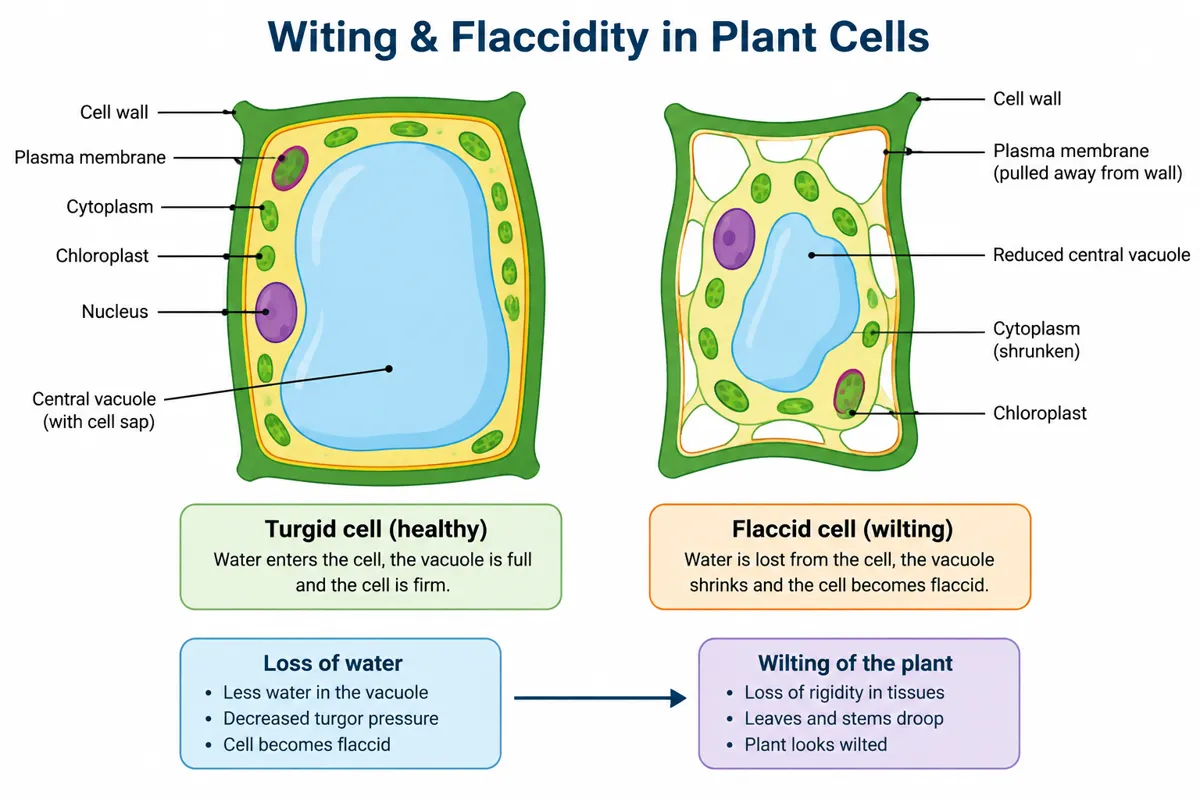 Witing & Flaccidity in Plant Cells
Cell wall
Plasma membrane
Cytoplasm
Chloroplast
Nucleus
Central vacuole
(with cell sap)
Cell wall
Plasma membrane
(pulled away from wall)
Reduced central vacuole
Cytoplasm
(shrunken)
Chloroplast
Turgid cell (healthy)
Water enters the cell, the vacuole is full
and the cell is firm.
Flaccid cell (wilting)
Water is lost from the cell, the vacuole
shrinks and the cell becomes flaccid.
Loss of water
• Less water in the vacuole
• Decreased turgor pressure
• Cell becomes flaccid
Wilting of the plant
• Loss of rigidity in tissues
• Leaves and stems droop
• Plant looks wilted